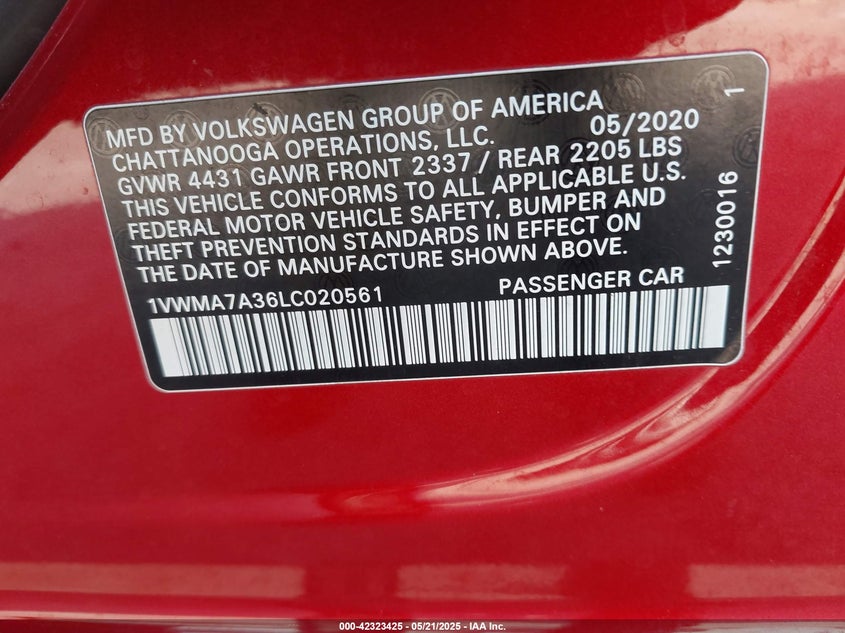 MFD BY VOLKSWAGEN GROUP OF AMERICA
CHATTANOOGA OPERATIONS, LLC. 05/2020
GVWR 4431 GAWR FRONT 2337 / REAR 2205 LBS
THIS VEHICLE CONFORMS TO ALL APPLICABLE U.S.
FEDERAL MOTOR VEHICLE SAFETY, BUMPER AND
THEFT PREVENTION STANDARDS IN EFFECT ON
THE DATE OF MANUFACTURE SHOWN ABOVE.
1VWMA7A36LC020561 PASSENGER CAR
1230016 1
000-42323425 - 05/21/2025 - IAA Inc.